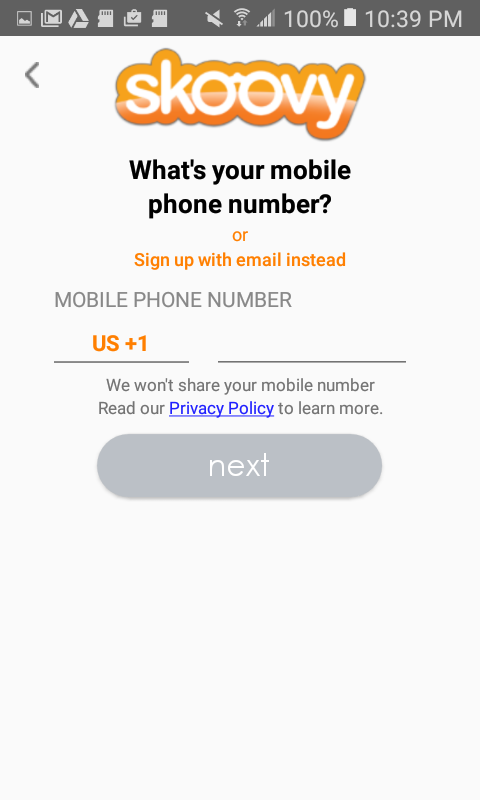 100% 10:39 PM
skoovy
What's your mobile
phone number?
or
Sign up with email instead
MOBILE PHONE NUMBER
US +1
We won't share your mobile number
Read our Privacy Policy to learn more.
next